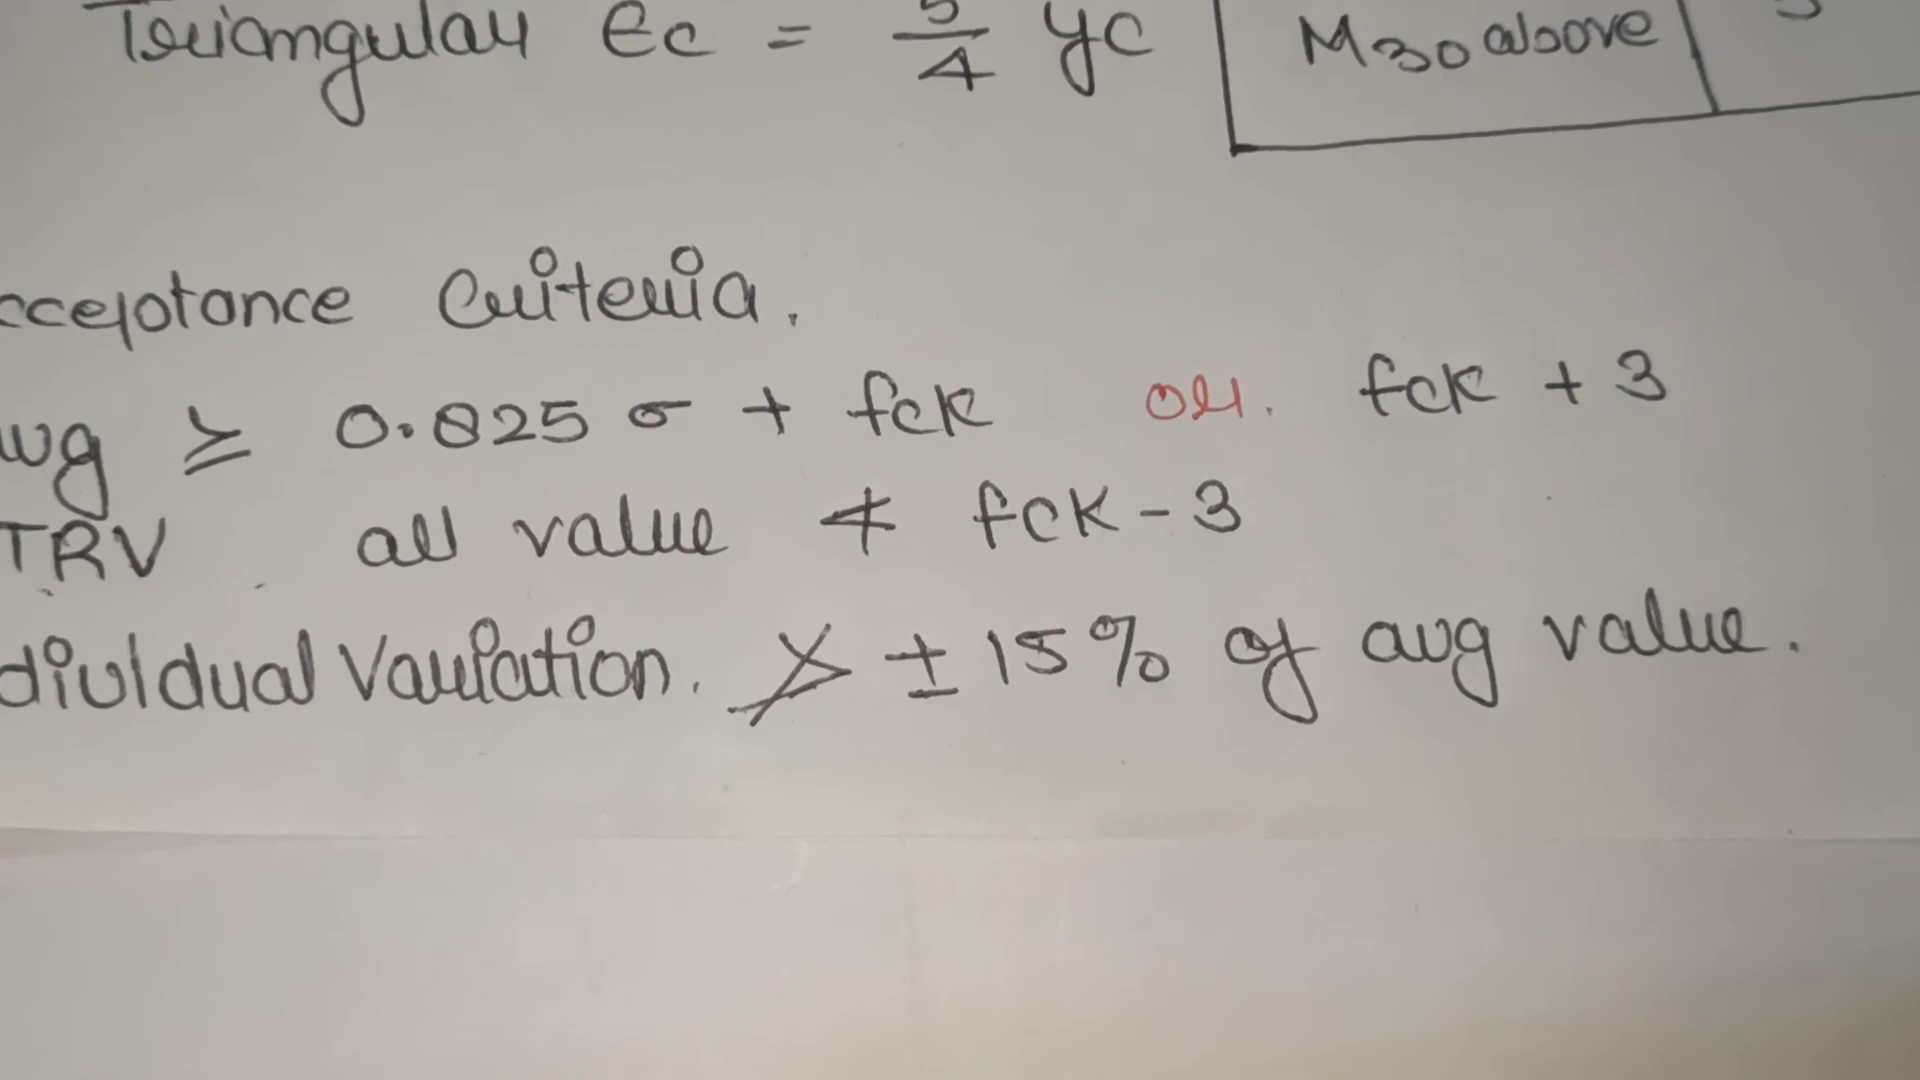 Triangular Ec = 5/4 yc
M30 above
cceptance Criteria.
vg ≥ 0.825 σ + fck or. fck + 3
TRV all value ≮ fck - 3
dividual Variation. ≯ ± 15% of avg value.